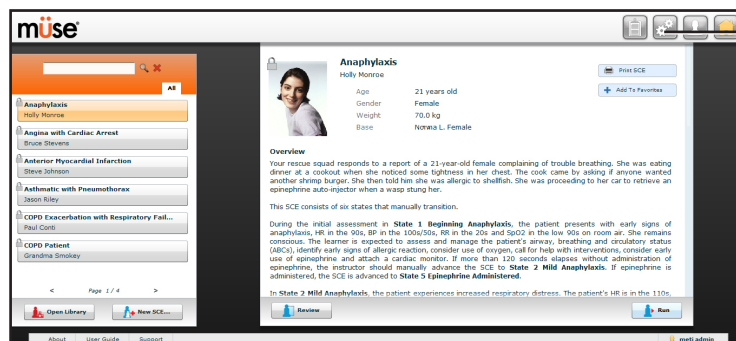 müse
All
Anaphylaxis
Holly Monroe
Angina with Cardiac Arrest
Bruce Stevens
Anterior Myocardial Infarction
Steve Johnson
Asthmatic with Pneumothorax
Jason Riley
COPD Exacerbation with Respiratory Fail...
Paul Conti
COPD Patient
Grandma Smokey
< Page 1 / 4 >
Open Library New SCE...
Anaphylaxis
Holly Monroe
Age 21 years old
Gender Female
Weight 70.0 kg
Base Norma L. Female
Print SCE
Add To Favorites
Overview
Your rescue squad responds to a report of a 21-year-old female complaining of trouble breathing. She was eating
dinner at a cookout when she noticed some tightness in her chest. The cook came by asking if anyone wanted
another shrimp burger. She then told him she was allergic to shellfish. She was proceeding to her car to retrieve an
epinephrine auto-injector when a wasp stung her.
This SCE consists of six states that manually transition.
During the initial assessment in State 1 Beginning Anaphylaxis, the patient presents with early signs of
anaphylaxis, HR in the 90s, BP in the 100s/50s, RR in the 20s and SpO2 in the low 90s on room air. She remains
conscious. The learner is expected to assess and manage the patient's airway, breathing and circulatory status
(ABCs), identify early signs of allergic reaction, consider use of oxygen, call for help with interventions, consider early
use of epinephrine and attach a cardiac monitor. If more than 120 seconds elapses without administration of
epinephrine, the instructor should manually advance the SCE to State 2 Mild Anaphylaxis. If epinephrine is
administered, the SCE is advanced to State 5 Epinephrine Administered.
In State 2 Mild Anaphylaxis, the patient experiences increased respiratory distress. The patient's HR is in the 110s,
Review Run
About User Guide Support meti admin